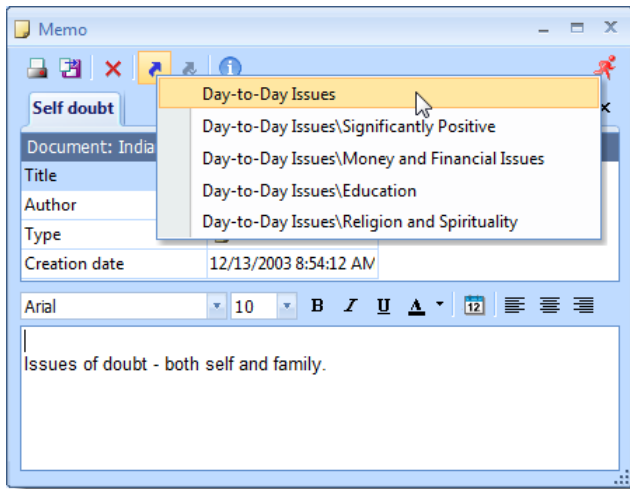 Memo
Day-to-Day Issues
Self doubt
Day-to-Day Issues\Significantly Positive
Document: India
Day-to-Day Issues\Money and Financial Issues
Title
Day-to-Day Issues\Education
Author
Day-to-Day Issues\Religion and Spirituality
Type
Creation date 12/13/2003 8:54:12 AM
Arial 10 B I U A 12
Issues of doubt - both self and family.